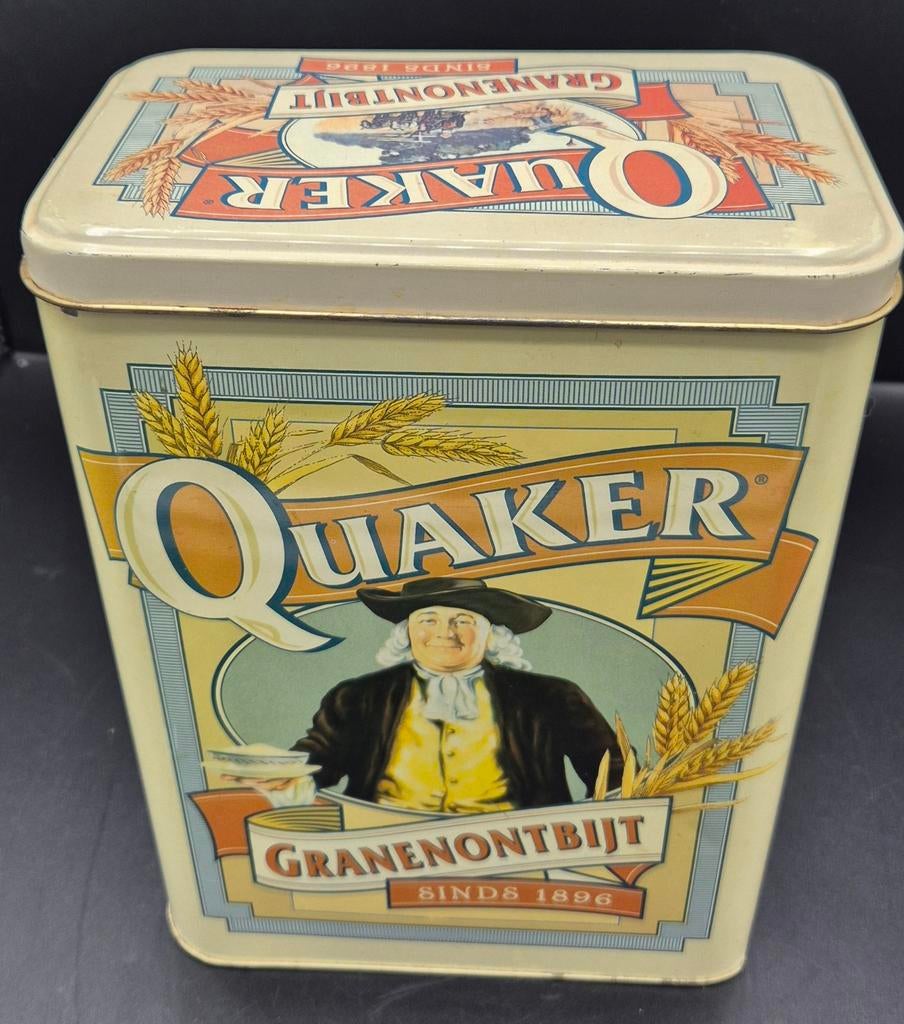 SINDS 1896
GRANENONTBIJT
QUAKER®
QUAKER®
GRANENONTBIJT
SINDS 1896